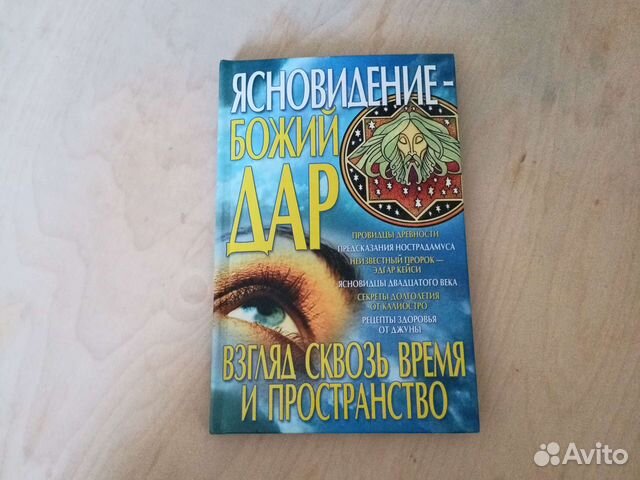 ЯСНОВИДЕНИЕ-
БОЖИЙ
ДАР
ПРОВИДЦЫ ДРЕВНОСТИ
ПРЕДСКАЗАНИЯ НОСТРАДАМУСА
НЕИЗВЕСТНЫЙ ПРОРОК —
ЭДГАР КЕЙСИ
ЯСНОВИДЦЫ ДВАДЦАТОГО ВЕКА
СЕКРЕТЫ ДОЛГОЛЕТИЯ
ОТ КАЛИОСТРО
РЕЦЕПТЫ ЗДОРОВЬЯ
ОТ ДЖУНЫ
ВЗГЛЯД СКВОЗЬ ВРЕМЯ
И ПРОСТРАНСТВО
Avito